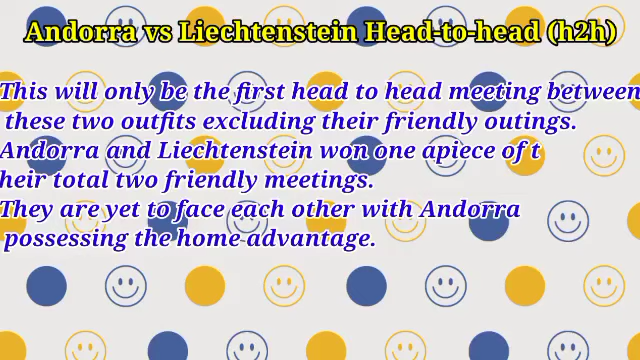 Andorra vs Liechtenstein Head-to-head (h2h)
This will only be the first head to head meeting between
these two outfits excluding their friendly outings.
Andorra and Liechtenstein won one apiece of t
heir total two friendly meetings.
They are yet to face each other with Andorra
possessing the home advantage.